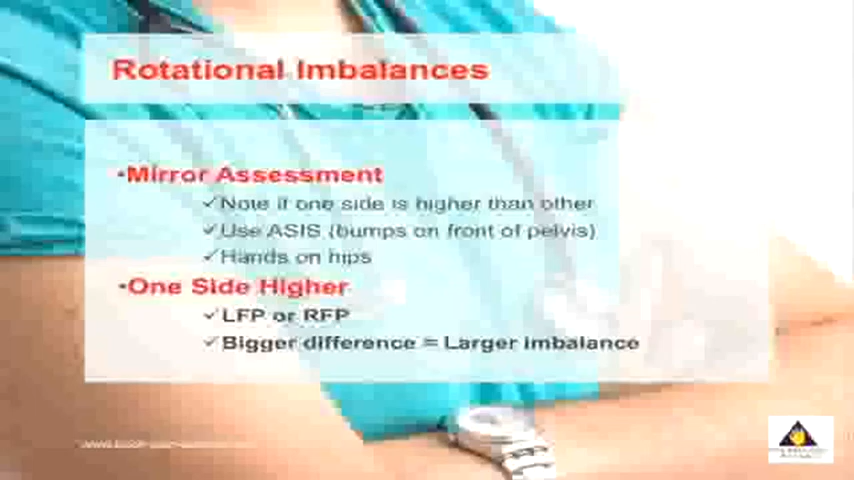 Rotational Imbalances
•Mirror Assessment
✓Note if one side is higher than other
✓Use ASIS (bumps on front of pelvis)
✓Hands on hips
•One Side Higher
✓LFP or RFP
✓Bigger difference = Larger imbalance